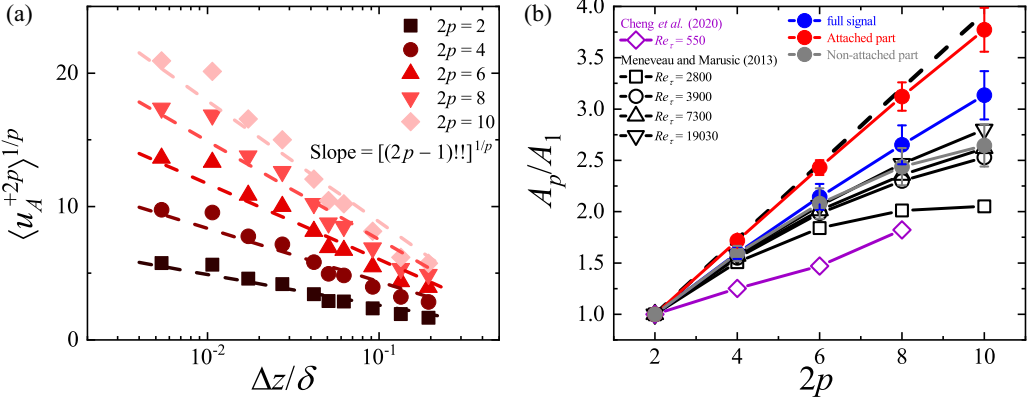 (a)
⟨u_A^{+2p}⟩^{1/p}
20
10
0
10^{-2}
10^{-1}
Δz/δ
2p = 2
2p = 4
2p = 6
2p = 8
2p = 10
Slope = [(2p − 1)!!]^{1/p}
(b)
A_p/A_1
4.0
3.5
3.0
2.5
2.0
1.5
1.0
2
4
6
8
10
2p
Cheng et al. (2020)
Re_τ = 550
Meneveau and Marusic (2013)
Re_τ = 2800
Re_τ = 3900
Re_τ = 7300
Re_τ = 19030
full signal
Attached part
Non-attached part